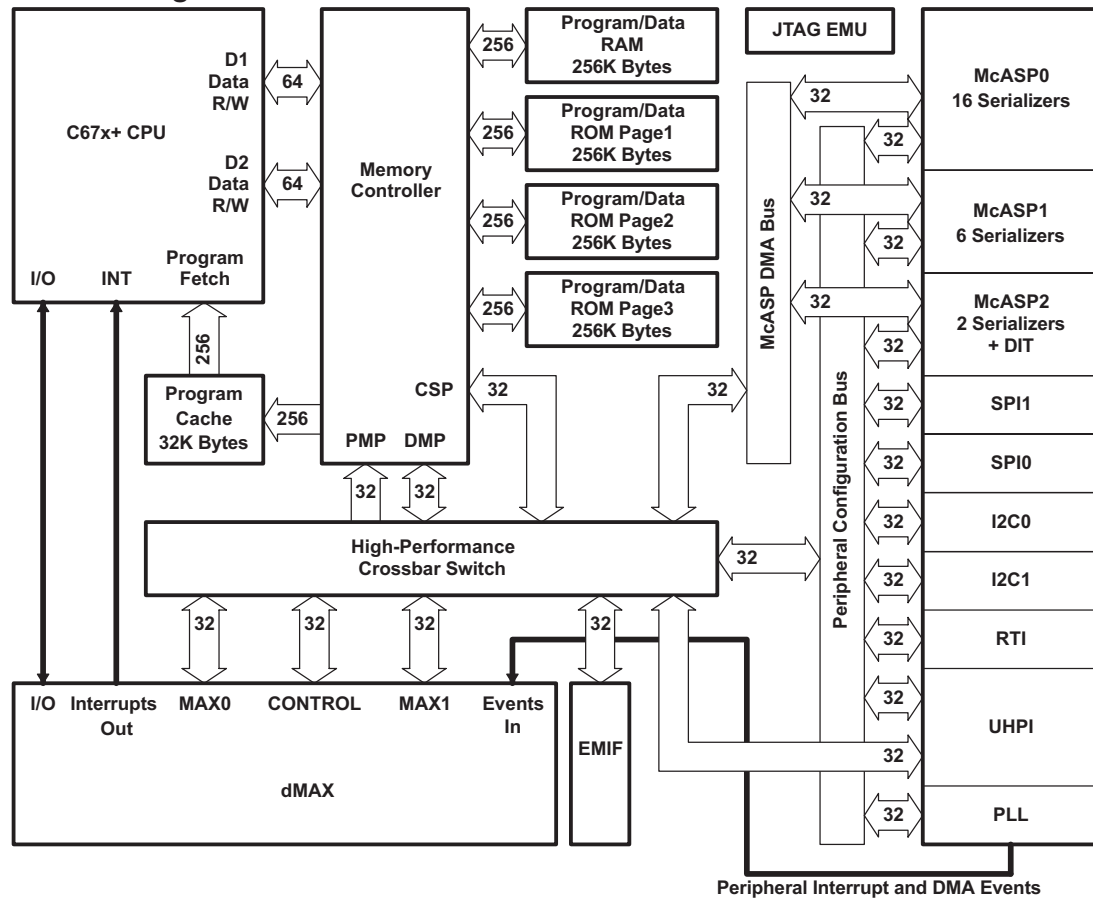 Program/Data
RAM
256K Bytes
JTAG EMU
256
D1
Data
R/W
64
McASP0
16 Serializers
32
32
C67x+ CPU
Program/Data
ROM Page1
256K Bytes
256
D2
Data
R/W
64
Memory
Controller
Program/Data
ROM Page2
256K Bytes
256
McASP1
6 Serializers
32
32
I/O
INT
Program
Fetch
Program/Data
ROM Page3
256K Bytes
256
McASP DMA Bus
McASP2
2 Serializers
+ DIT
32
32
256
Program
Cache
32K Bytes
256
CSP
32
32
PMP
DMP
32
32
Peripheral Configuration Bus
32
SPI1
32
SPI0
32
I2C0
32
I2C1
32
RTI
High-Performance
Crossbar Switch
32
32
32
32
32
I/O
Interrupts
Out
MAX0
CONTROL
MAX1
Events
In
dMAX
EMIF
32
UHPI
32
32
PLL
Peripheral Interrupt and DMA Events